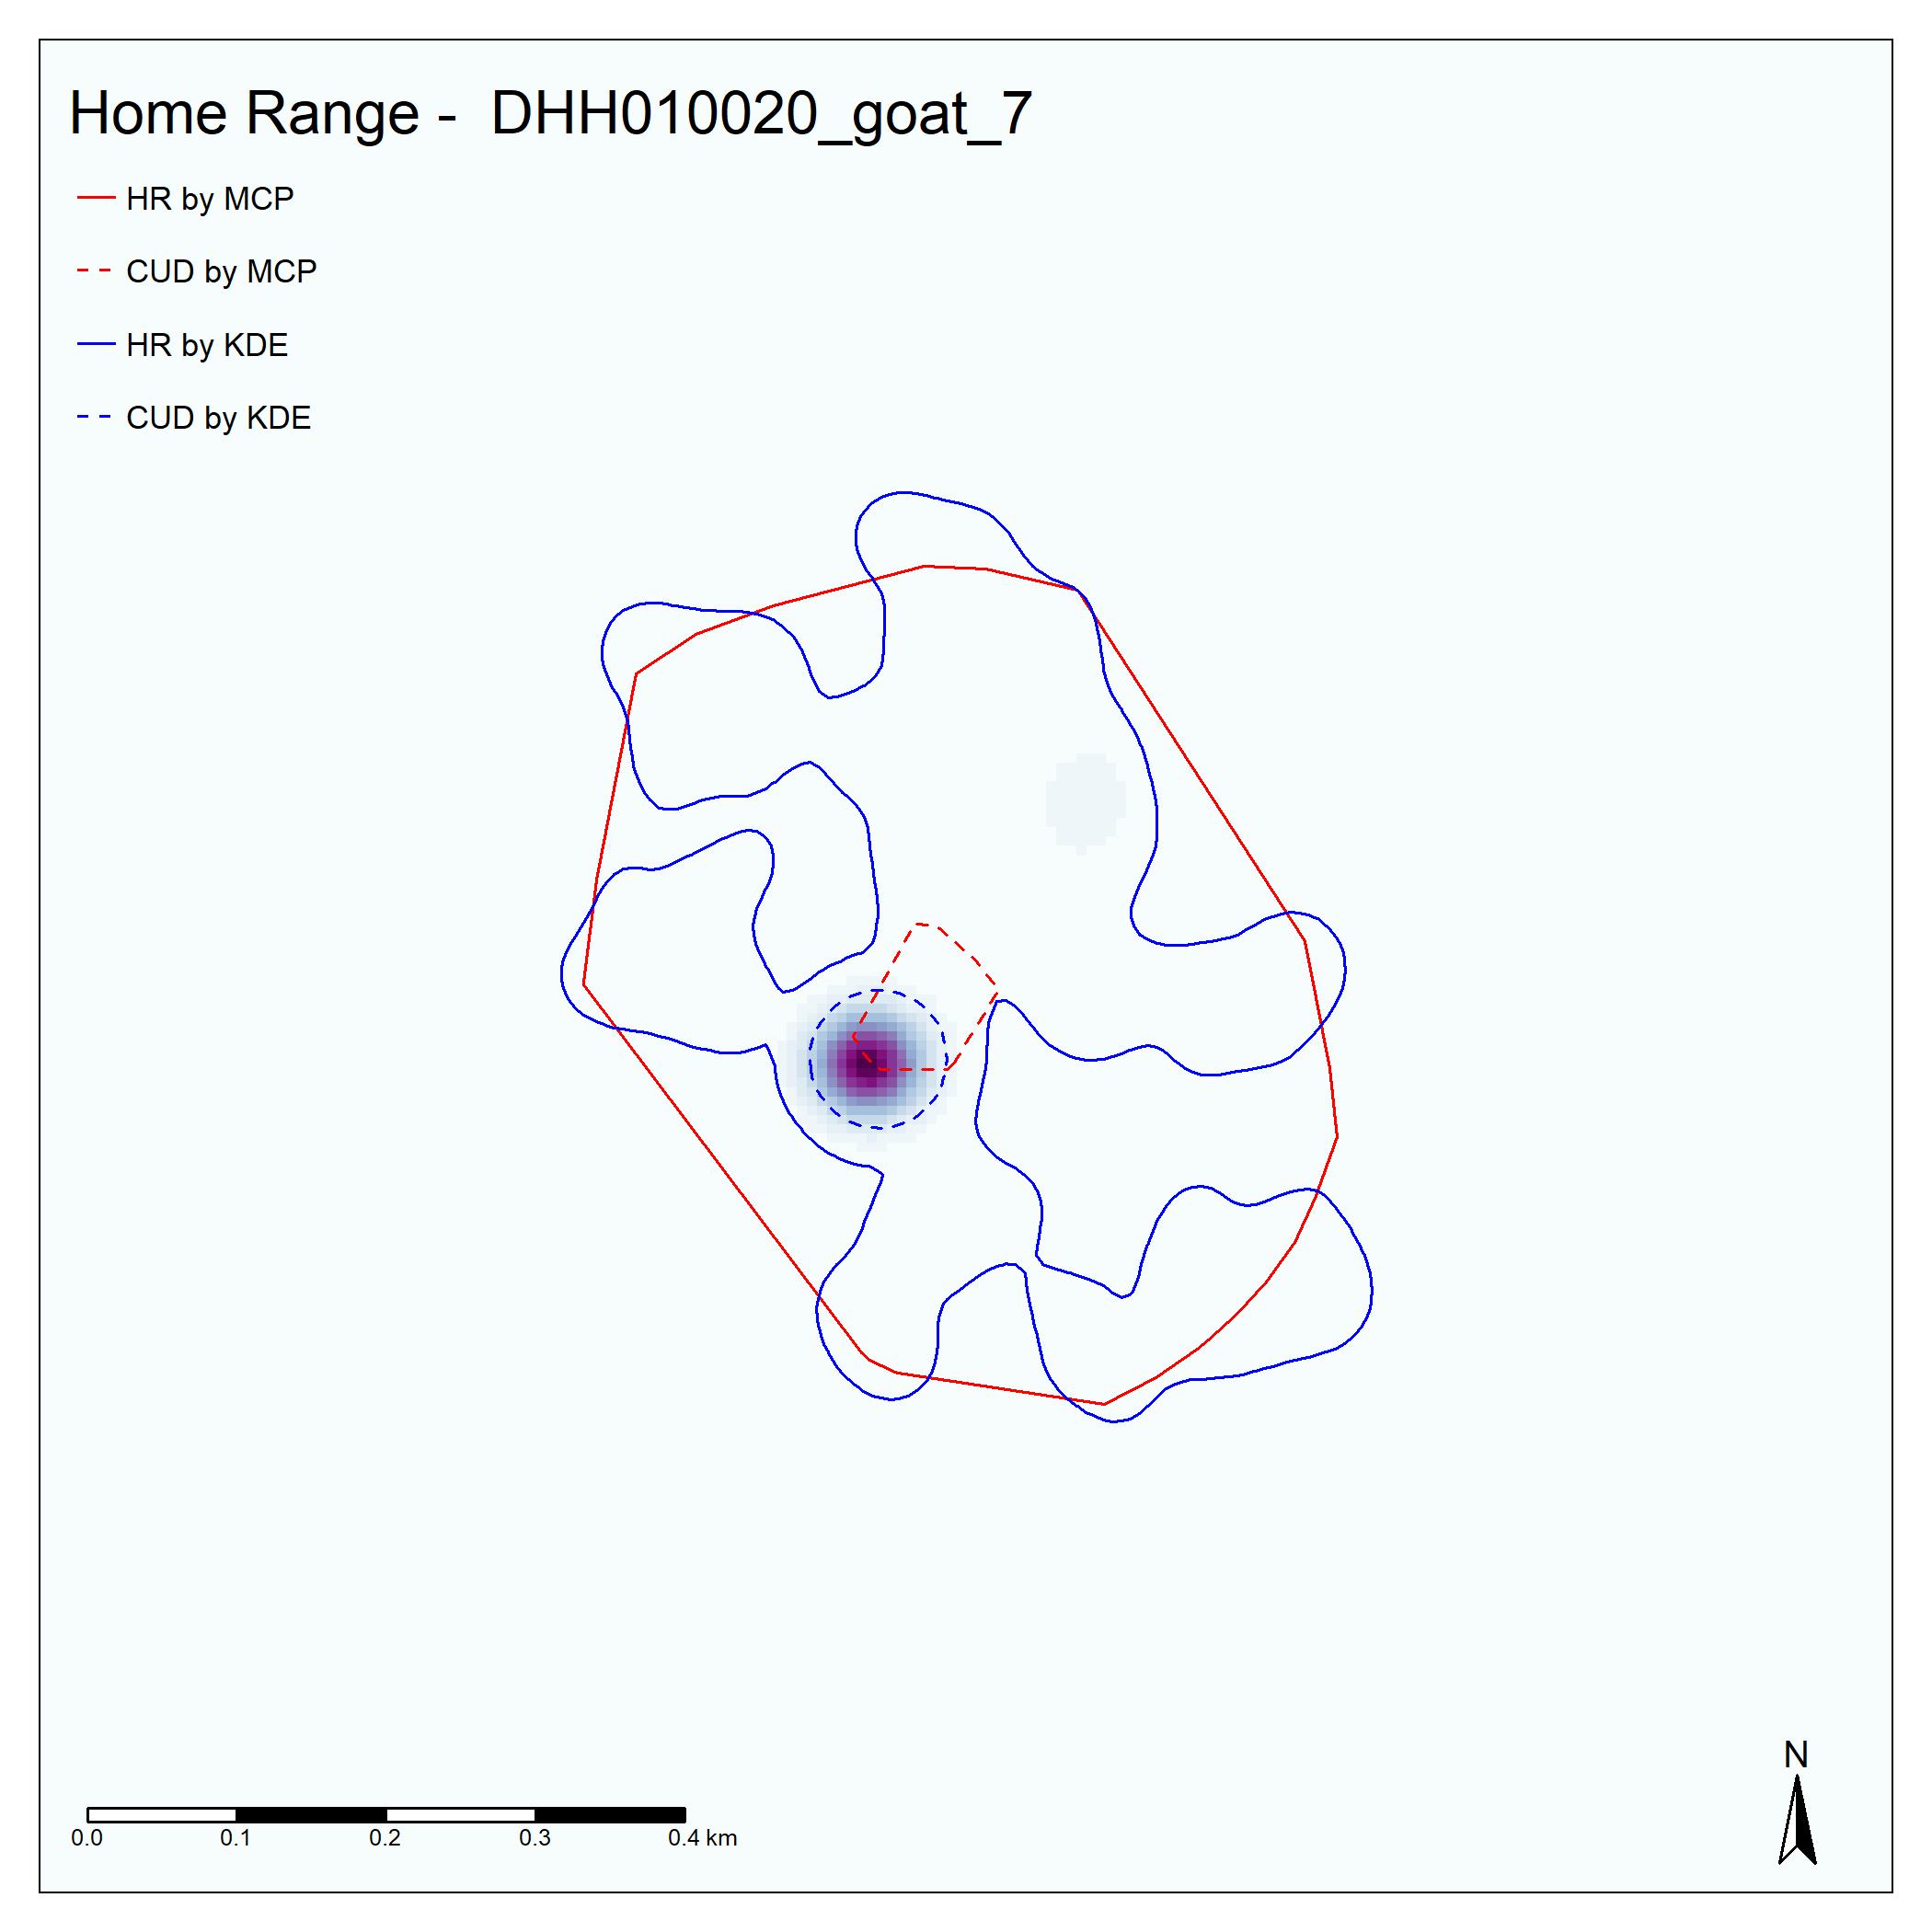 Home Range -  DHH010020_goat_7
HR by MCP
CUD by MCP
HR by KDE
CUD by KDE
N
0.0 0.1 0.2 0.3 0.4 km